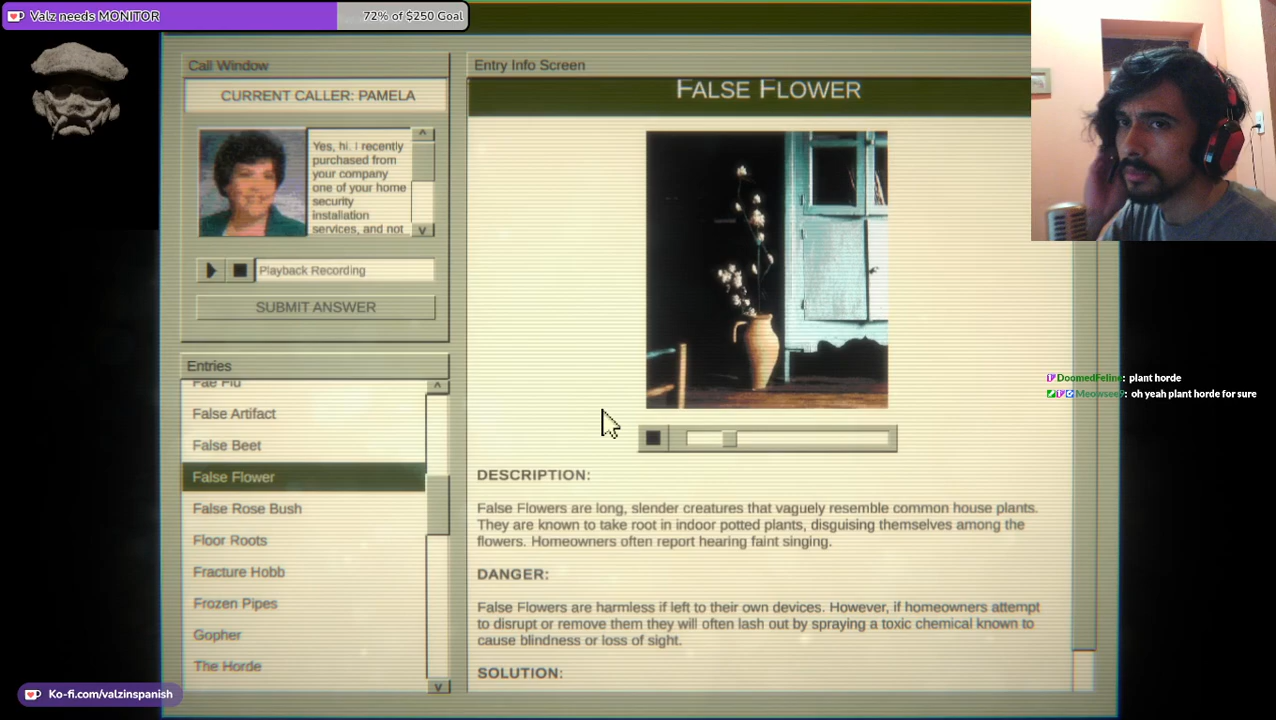 Valz needs MONITOR
72% of $250 Goal
Call Window
CURRENT CALLER: PAMELA
Yes, hi. I recently
purchased from
your company
one of your home
security
installation
services, and not
Playback Recording
SUBMIT ANSWER
Entries
Fae Flu
False Artifact
False Beet
False Flower
False Rose Bush
Floor Roots
Fracture Hobb
Frozen Pipes
Gopher
The Horde
Entry Info Screen
FALSE FLOWER
DESCRIPTION:
False Flowers are long, slender creatures that vaguely resemble common house plants.
They are known to take root in indoor potted plants, disguising themselves among the
flowers. Homeowners often report hearing faint singing.
DANGER:
False Flowers are harmless if left to their own devices. However, if homeowners attempt
to disrupt or remove them they will often lash out by spraying a toxic chemical known to
cause blindness or loss of sight.
SOLUTION:
DoomedFeline: plant horde
Meowsee9: oh yeah plant horde for sure
Ko-fi.com/valzinspanish